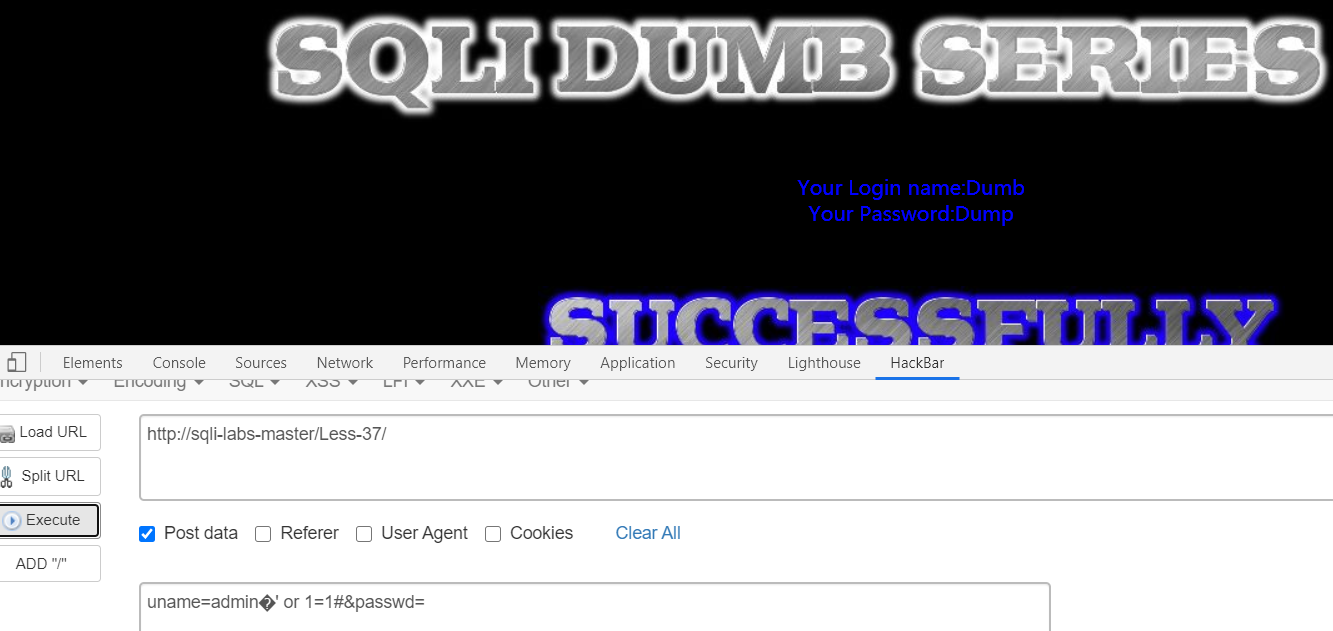 SQLI DUMB SERIES
Your Login name:Dumb
Your Password:Dump
SUCCESSFULLY
Elements Console Sources Network Performance Memory Application Security Lighthouse HackBar
ncryption Encoding SQL XSS LFI XXE Other
Load URL
http://sqli-labs-master/Less-37/
Split URL
Execute
Post data Referer User Agent Cookies Clear All
ADD "/"
uname=admin�' or 1=1#&passwd=